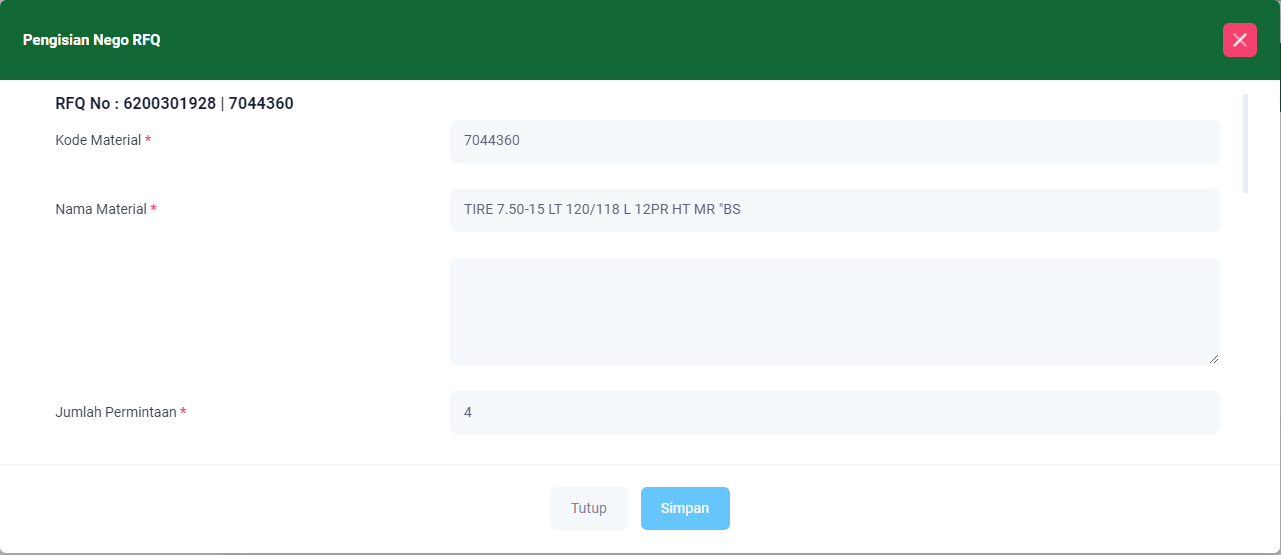 Pengisian Nego RFQ
RFQ No : 6200301928 | 7044360
Kode Material *
7044360
Nama Material *
TIRE 7.50-15 LT 120/118 L 12PR HT MR "BS
Jumlah Permintaan *
4
Tutup
Simpan